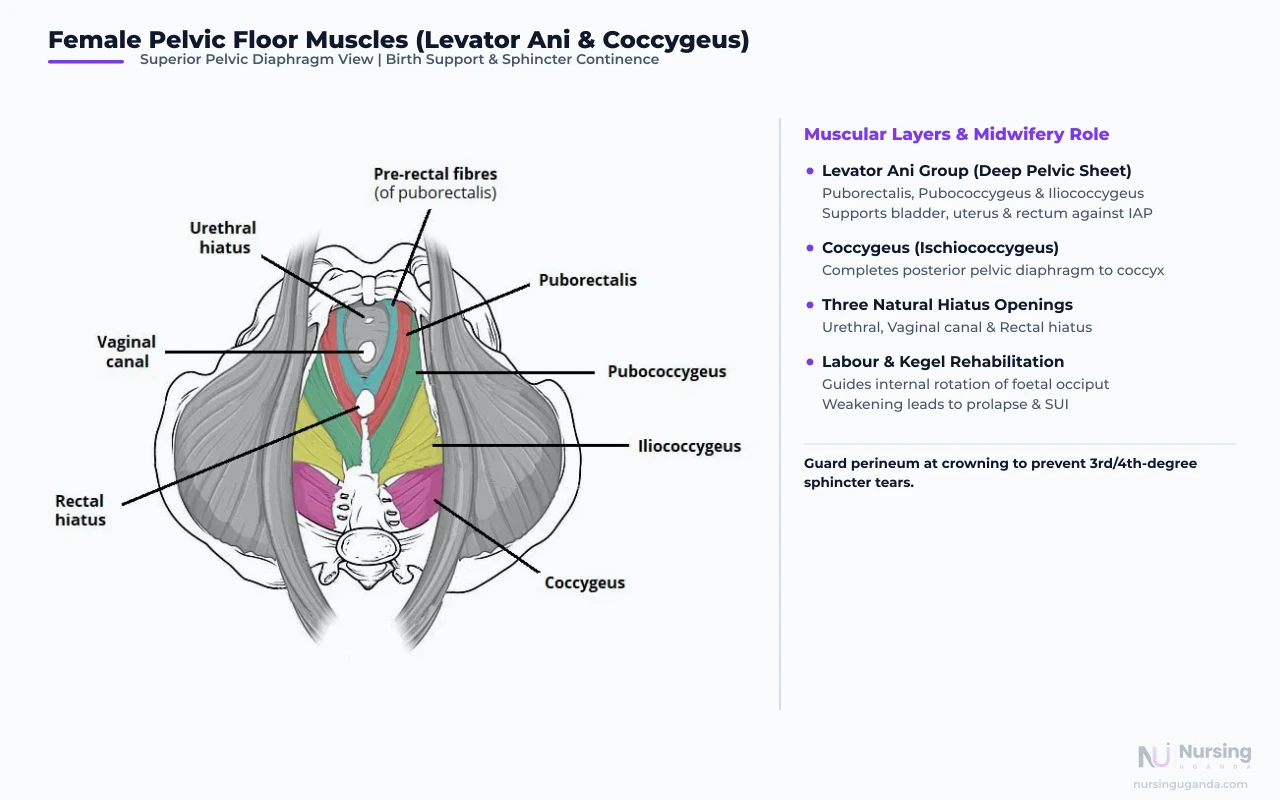 Female Pelvic Floor Muscles (Levator Ani & Coccygeus)
Superior Pelvic Diaphragm View | Birth Support & Sphincter Continence
Pre-rectal fibres
(of puborectalis)
Urethral
hiatus
Puborectalis
Vaginal
canal
Pubococcygeus
Iliococcygeus
Rectal
hiatus
Coccygeus
Muscular Layers & Midwifery Role
Levator Ani Group (Deep Pelvic Sheet)
Puborectalis, Pubococcygeus & Iliococcygeus
Supports bladder, uterus & rectum against IAP
Coccygeus (Ischiococcygeus)
Completes posterior pelvic diaphragm to coccyx
Three Natural Hiatus Openings
Urethral, Vaginal canal & Rectal hiatus
Labour & Kegel Rehabilitation
Guides internal rotation of foetal occiput
Weakening leads to prolapse & SUI
Guard perineum at crowning to prevent 3rd/4th-degree
sphincter tears.
NU Nursing
UGANDA
nursinguganda.com